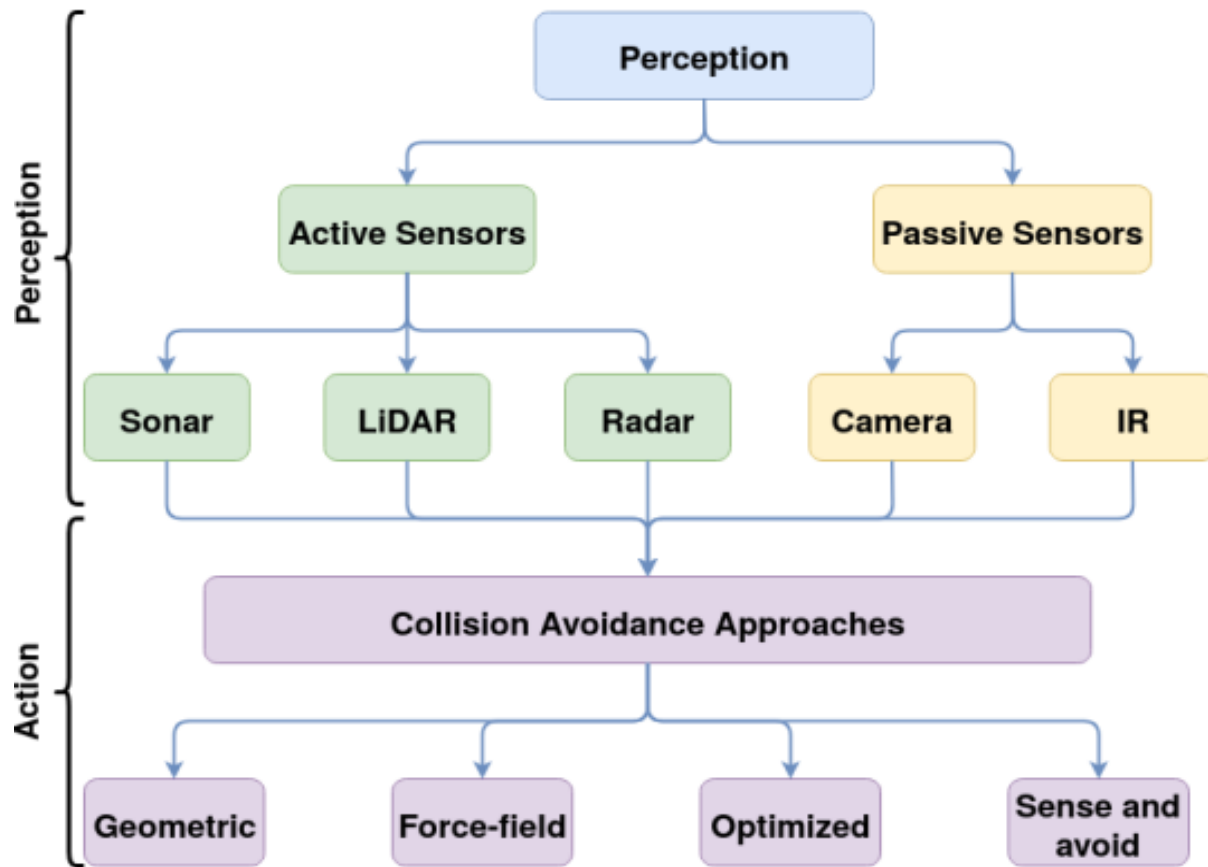 Perception
Perception
Active Sensors
Passive Sensors
Sonar
LiDAR
Radar
Camera
IR
Action
Collision Avoidance Approaches
Geometric
Force-field
Optimized
Sense and
avoid